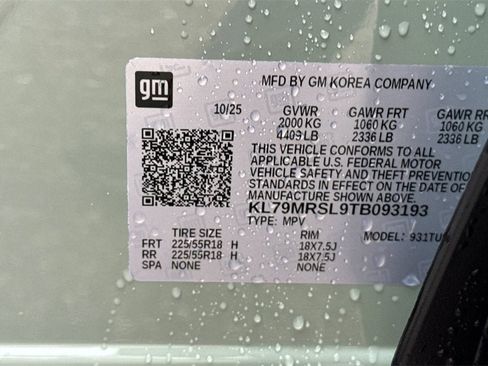 gm
MFD BY GM KOREA COMPANY
10/25 GVWR GAWR FRT GAWR RR
2000 KG 1060 KG 1060 KG
4409 LB 2336 LB 2336 LB
THIS VEHICLE CONFORMS TO ALL
APPLICABLE U.S. FEDERAL MOTOR
VEHICLE SAFETY AND THEFT PREVENTION
STANDARDS IN EFFECT ON THE DATE OF
MANUFACTURE SHOWN ABOVE.
KL79MRSL9TB093193
TYPE: MPV MODEL: 931TU
TIRE SIZE RIM
FRT 225/55R18 H 18X7.5J
RR 225/55R18 H 18X7.5J
SPA NONE NONE